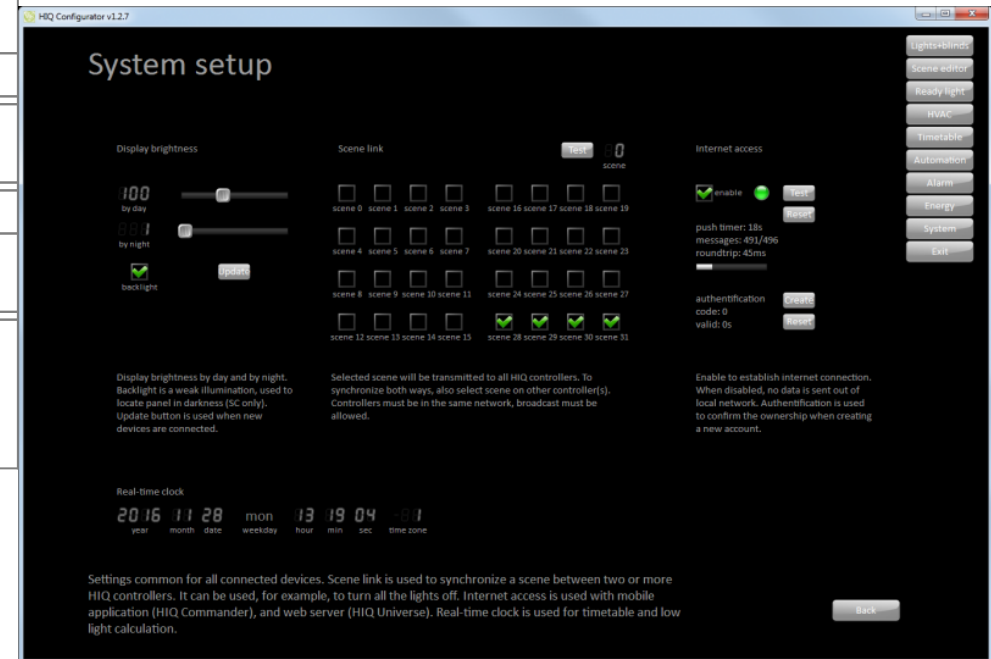 HIQ Configurator v1.2.7
System setup
Lights+blinds
Scene editor
Ready light
HVAC
Timetable
Automation
Alarm
Energy
System
Exit
Display brightness
100
by day
1
by night
backlight
Update
Scene link
Test
0
scene
scene 0 scene 1 scene 2 scene 3 scene 16 scene 17 scene 18 scene 19
scene 4 scene 5 scene 6 scene 7 scene 20 scene 21 scene 22 scene 23
scene 8 scene 9 scene 10 scene 11 scene 24 scene 25 scene 26 scene 27
scene 12 scene 13 scene 14 scene 15 scene 28 scene 29 scene 30 scene 31
Internet access
enable
Test
Reset
push timer: 18s
messages: 491/496
roundtrip: 45ms
authentification
code: 0
valid: 0s
Create
Reset
Display brightness by day and by night.
Backlight is a weak illumination, used to
locate panel in darkness (SC only).
Update button is used when new
devices are connected.
Selected scene will be transmitted to all HIQ controllers. To
synchronize both ways, also select scene on other controller(s).
Controllers must be in the same network, broadcast must be
allowed.
Enable to establish internet connection.
When disabled, no data is sent out of
local network. Authentification is used
to confirm the ownership when creating
a new account.
Real-time clock
2016 11 28 mon 13 19 04 -1
year month date weekday hour min sec time zone
Settings common for all connected devices. Scene link is used to synchronize a scene between two or more
HIQ controllers. It can be used, for example, to turn all the lights off. Internet access is used with mobile
application (HIQ Commander), and web server (HIQ Universe). Real-time clock is used for timetable and low
light calculation.
Back